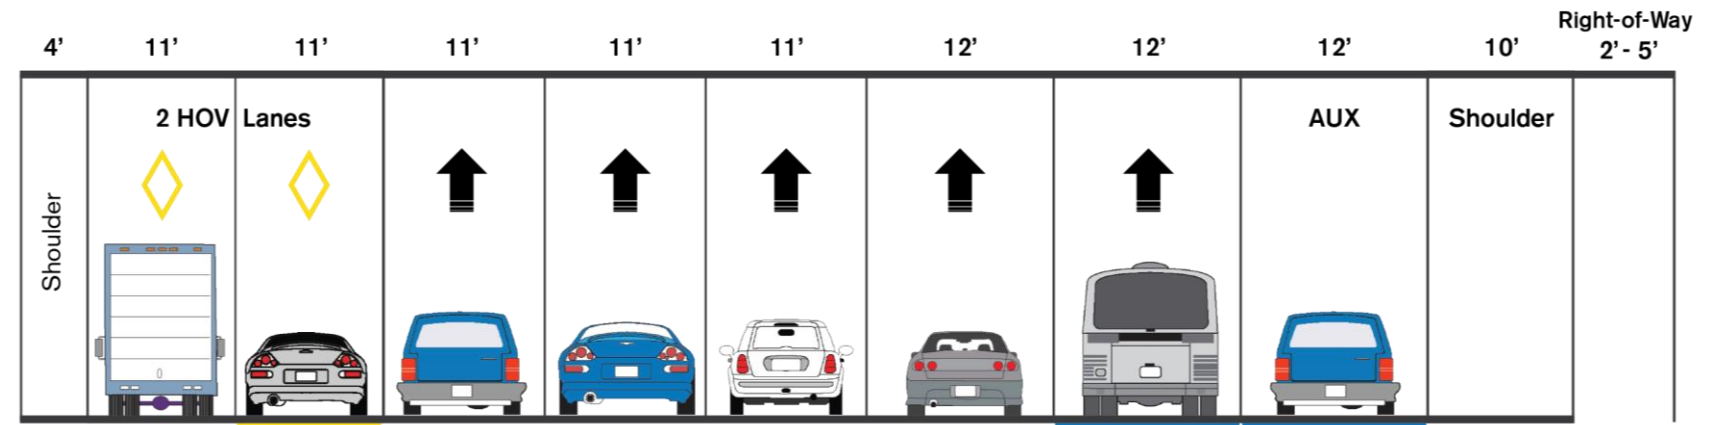 Right-of-Way
4’ 11’ 11’ 11’ 11’ 11’ 12’ 12’ 12’ 10’ 2’- 5’
2 HOV Lanes AUX Shoulder
Shoulder